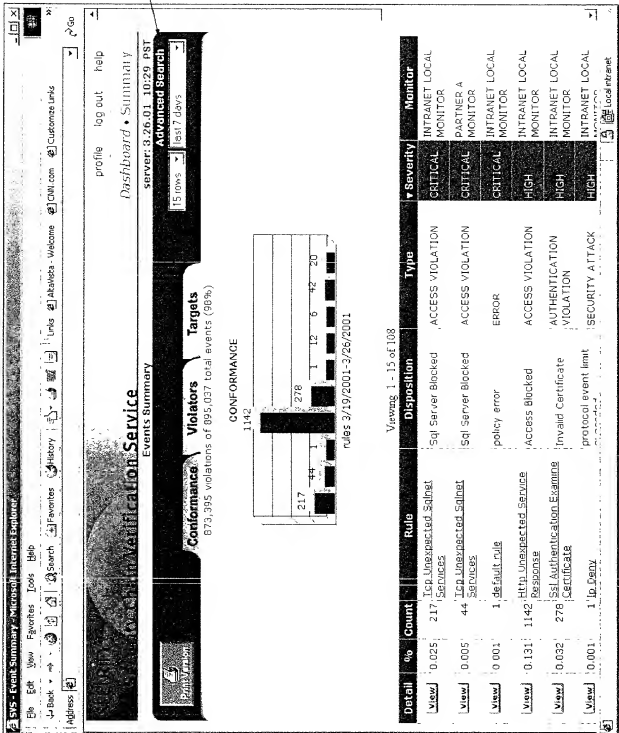 SVS - Event Summary - Microsoft Internet Explorer
File Edit View Favorites Tools Help
Back Search Favorites History Links AltaVista - Welcome CNN.com Customize Links
Address Go
profile log out help
Verification Service
Dashboard • Summary
Events Summary server: 3.26.01 10:29 PST
Print Version
Conformance Violators Targets Advanced Search
873,395 violations of 895,037 total events (98%)
15 rows last 7 days
CONFORMANCE
1142
217 44 1 278 1 12 6 42 20
rules 3/19/2001-3/26/2001
Viewing 1 - 15 of 108
Detail % Count Rule Disposition Type ▼ Severity Monitor
View 0.025 217 Tcp Unexpected Sqlnet Services Sql Server Blocked ACCESS VIOLATION CRITICAL INTRANET LOCAL MONITOR
View 0.005 44 Tcp Unexpected Sqlnet Services Sql Server Blocked ACCESS VIOLATION CRITICAL PARTNER A MONITOR
View 0.001 1 default rule policy error ERROR CRITICAL INTRANET LOCAL MONITOR
View 0.131 1142 Http Unexpected Service Response Access Blocked ACCESS VIOLATION HIGH INTRANET LOCAL MONITOR
View 0.032 278 Ssl Authentication Examine Certificate Invalid Certificate AUTHENTICATION VIOLATION HIGH INTRANET LOCAL MONITOR
View 0.001 1 Ip Deny protocol event limit SECURITY ATTACK HIGH INTRANET LOCAL
Local intranet